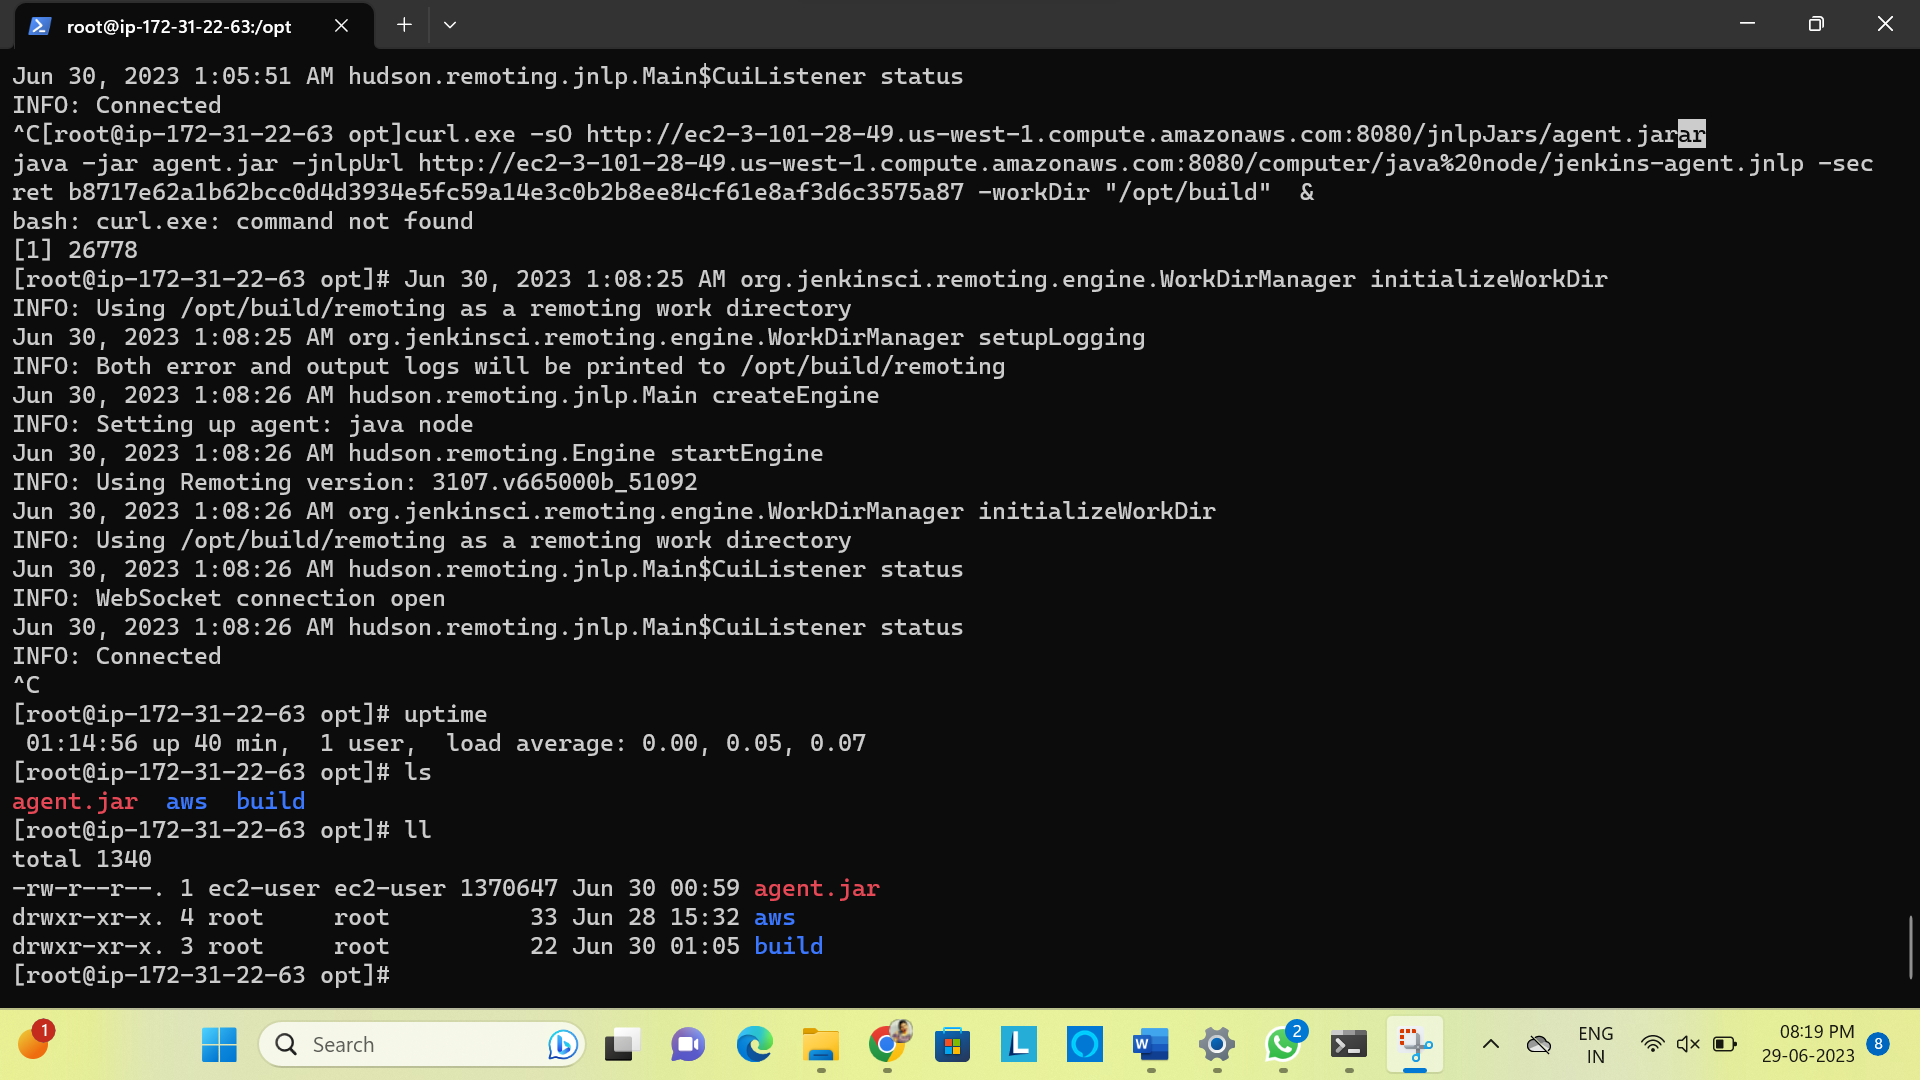 root@ip-172-31-22-63:/opt
Jun 30, 2023 1:05:51 AM hudson.remoting.jnlp.Main$CuiListener status
INFO: Connected
^C[root@ip-172-31-22-63 opt]curl.exe -sO http://ec2-3-101-28-49.us-west-1.compute.amazonaws.com:8080/jnlpJars/agent.jarar
java -jar agent.jar -jnlpUrl http://ec2-3-101-28-49.us-west-1.compute.amazonaws.com:8080/computer/java%20node/jenkins-agent.jnlp -sec
ret b8717e62a1b62bcc0d4d3934e5fc59a14e3c0b2b8ee84cf61e8af3d6c3575a87 -workDir "/opt/build"  &
bash: curl.exe: command not found
[1] 26778
[root@ip-172-31-22-63 opt]# Jun 30, 2023 1:08:25 AM org.jenkinsci.remoting.engine.WorkDirManager initializeWorkDir
INFO: Using /opt/build/remoting as a remoting work directory
Jun 30, 2023 1:08:25 AM org.jenkinsci.remoting.engine.WorkDirManager setupLogging
INFO: Both error and output logs will be printed to /opt/build/remoting
Jun 30, 2023 1:08:26 AM hudson.remoting.jnlp.Main createEngine
INFO: Setting up agent: java node
Jun 30, 2023 1:08:26 AM hudson.remoting.Engine startEngine
INFO: Using Remoting version: 3107.v665000b_51092
Jun 30, 2023 1:08:26 AM org.jenkinsci.remoting.engine.WorkDirManager initializeWorkDir
INFO: Using /opt/build/remoting as a remoting work directory
Jun 30, 2023 1:08:26 AM hudson.remoting.jnlp.Main$CuiListener status
INFO: WebSocket connection open
Jun 30, 2023 1:08:26 AM hudson.remoting.jnlp.Main$CuiListener status
INFO: Connected
^C
[root@ip-172-31-22-63 opt]# uptime
 01:14:56 up 40 min,  1 user,  load average: 0.00, 0.05, 0.07
[root@ip-172-31-22-63 opt]# ls
agent.jar  aws  build
[root@ip-172-31-22-63 opt]# ll
total 1340
-rw-r--r--. 1 ec2-user ec2-user 1370647 Jun 30 00:59 agent.jar
drwxr-xr-x. 4 root     root          33 Jun 28 15:32 aws
drwxr-xr-x. 3 root     root          22 Jun 30 01:05 build
[root@ip-172-31-22-63 opt]#
1
Search
L
W
2
ENG
IN
08:19 PM
29-06-2023
8